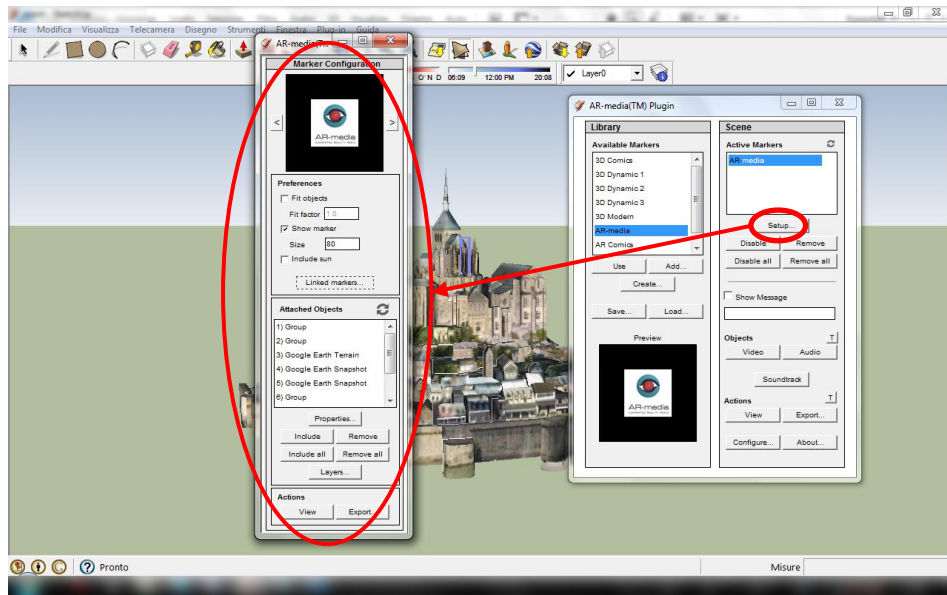 File Modifica Visualizza Telecamera Disegno Strumenti Finestra Plug-in Guida
O N D 06:09 12:00 PM 20:08 Layer0
AR-media(T
Marker Configuration
<
>
AR-media
Preferences
Fit objects
Fit factor 1.0
Show marker
Size 80
Include sun
Linked markers...
Attached Objects
1) Group
2) Group
3) Google Earth Terrain
4) Google Earth Snapshot
5) Google Earth Snapshot
6) Group
Properties...
Include Remove
Include all Remove all
Layers...
Actions
View Export...
AR-media(TM) Plugin
Library
Available Markers
3D Comics
3D Dynamic 1
3D Dynamic 2
3D Dynamic 3
3D Modern
AR-media
AR Comics
Use Add...
Create...
Save... Load...
Preview
AR-media
Scene
Active Markers
AR-media
Setup...
Disable Remove
Disable all Remove all
Show Message
Objects T
Video Audio
Soundtrack
Actions T
View Export...
Configure... About...
Pronto
Misure